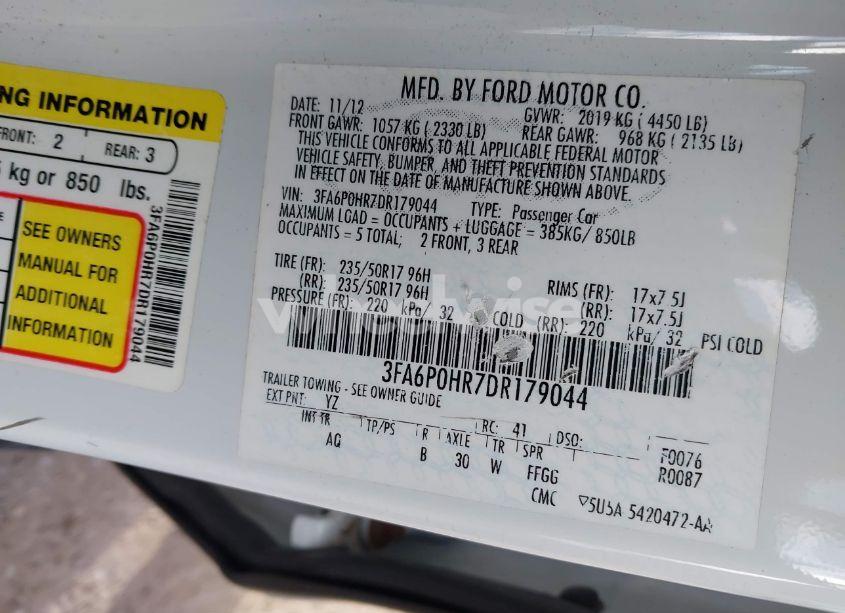 NG INFORMATION
FRONT: 2 REAR: 3
kg or 850 lbs.
SEE OWNERS
MANUAL FOR
ADDITIONAL
INFORMATION
3FA6P0HR7DR179044
MFD. BY FORD MOTOR CO.
DATE: 11/12 GVWR: 2019 KG ( 4450 LB)
FRONT GAWR: 1057 KG ( 2330 LB) REAR GAWR: 968 KG ( 2135 LB)
THIS VEHICLE CONFORMS TO ALL APPLICABLE FEDERAL MOTOR
VEHICLE SAFETY, BUMPER, AND THEFT PREVENTION STANDARDS
IN EFFECT ON THE DATE OF MANUFACTURE SHOWN ABOVE.
VIN: 3FA6P0HR7DR179044 TYPE: Passenger Car
MAXIMUM LOAD = OCCUPANTS + LUGGAGE = 385KG/ 850LB
OCCUPANTS = 5 TOTAL; 2 FRONT, 3 REAR
TIRE (FR): 235/50R17 96H RIMS (FR): 17x7.5J
(RR): 235/50R17 96H (RR): 17x7.5J
PRESSURE (FR): 220 kPa/ 32 COLD (RR): 220 kPa/ 32 PSI COLD
wheelwise
3FA6P0HR7DR179044
TRAILER TOWING - SEE OWNER GUIDE
EXT PNT: YZ RC: 41 DSO: F0076
INT TR TP/PS R AXLE TR SPR R0087
AQ B 30 W FFGG
CMC ▽5U5A 5420472-AA